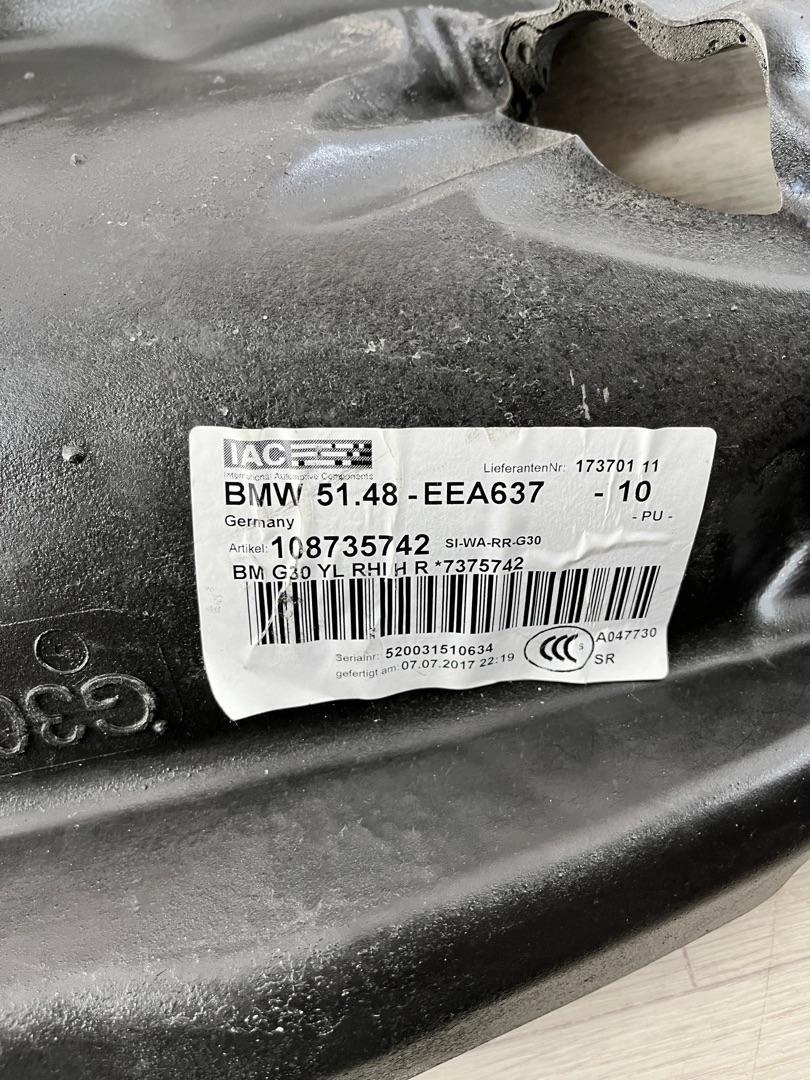 IAC
International Automotive Components
LieferantenNr: 173701 11
BMW 51.48 - EEA637 - 10
Germany
- PU -
Artikel: 108735742 SI-WA-RR-G30
BM G30 YL RHI H R *7375742
Serialnr: 520031510634
gefertigt am: 07.07.2017 22:19
CCC S
A047730
SR
G30